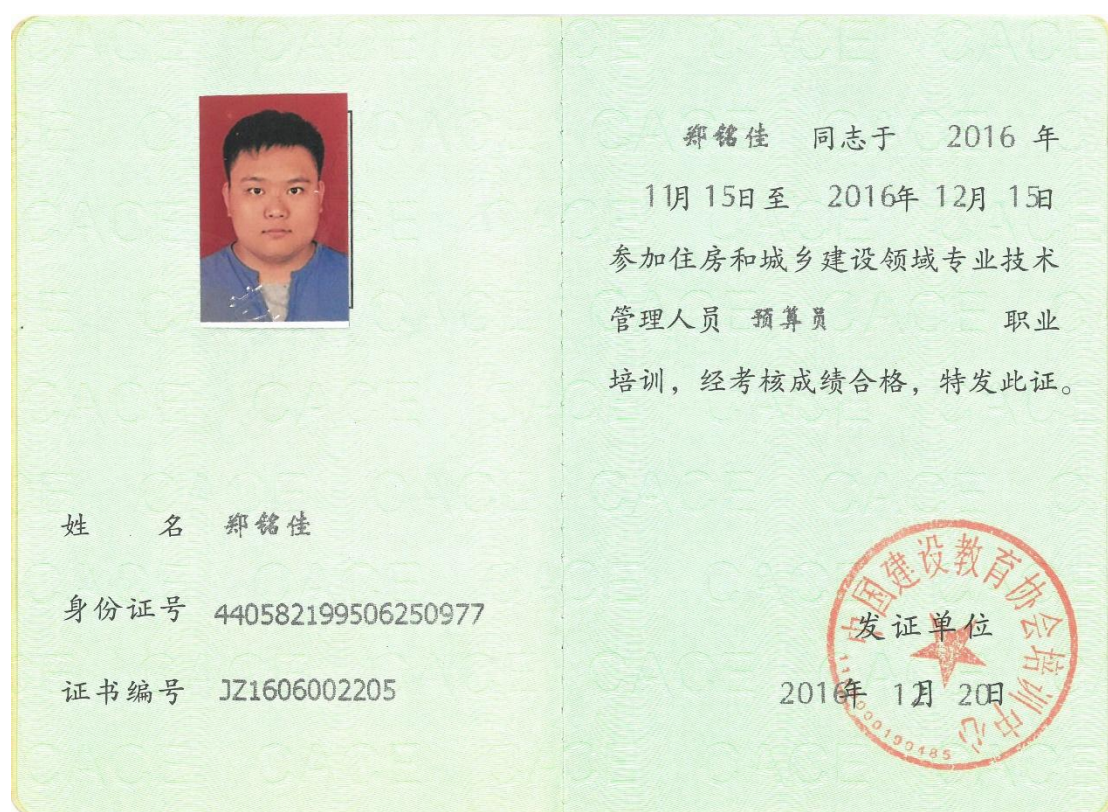 姓 名 郑铭佳
身份证号 440582199506250977
证书编号 JZ1606002205
郑铭佳 同志于 2016 年
11月 15日至 2016年 12月 15日
参加住房和城乡建设领域专业技术
管理人员 预算员 职业
培训，经考核成绩合格，特发此证。
中国建设教育协会培训中心
发证单位
2016年 12月 20日
CACE